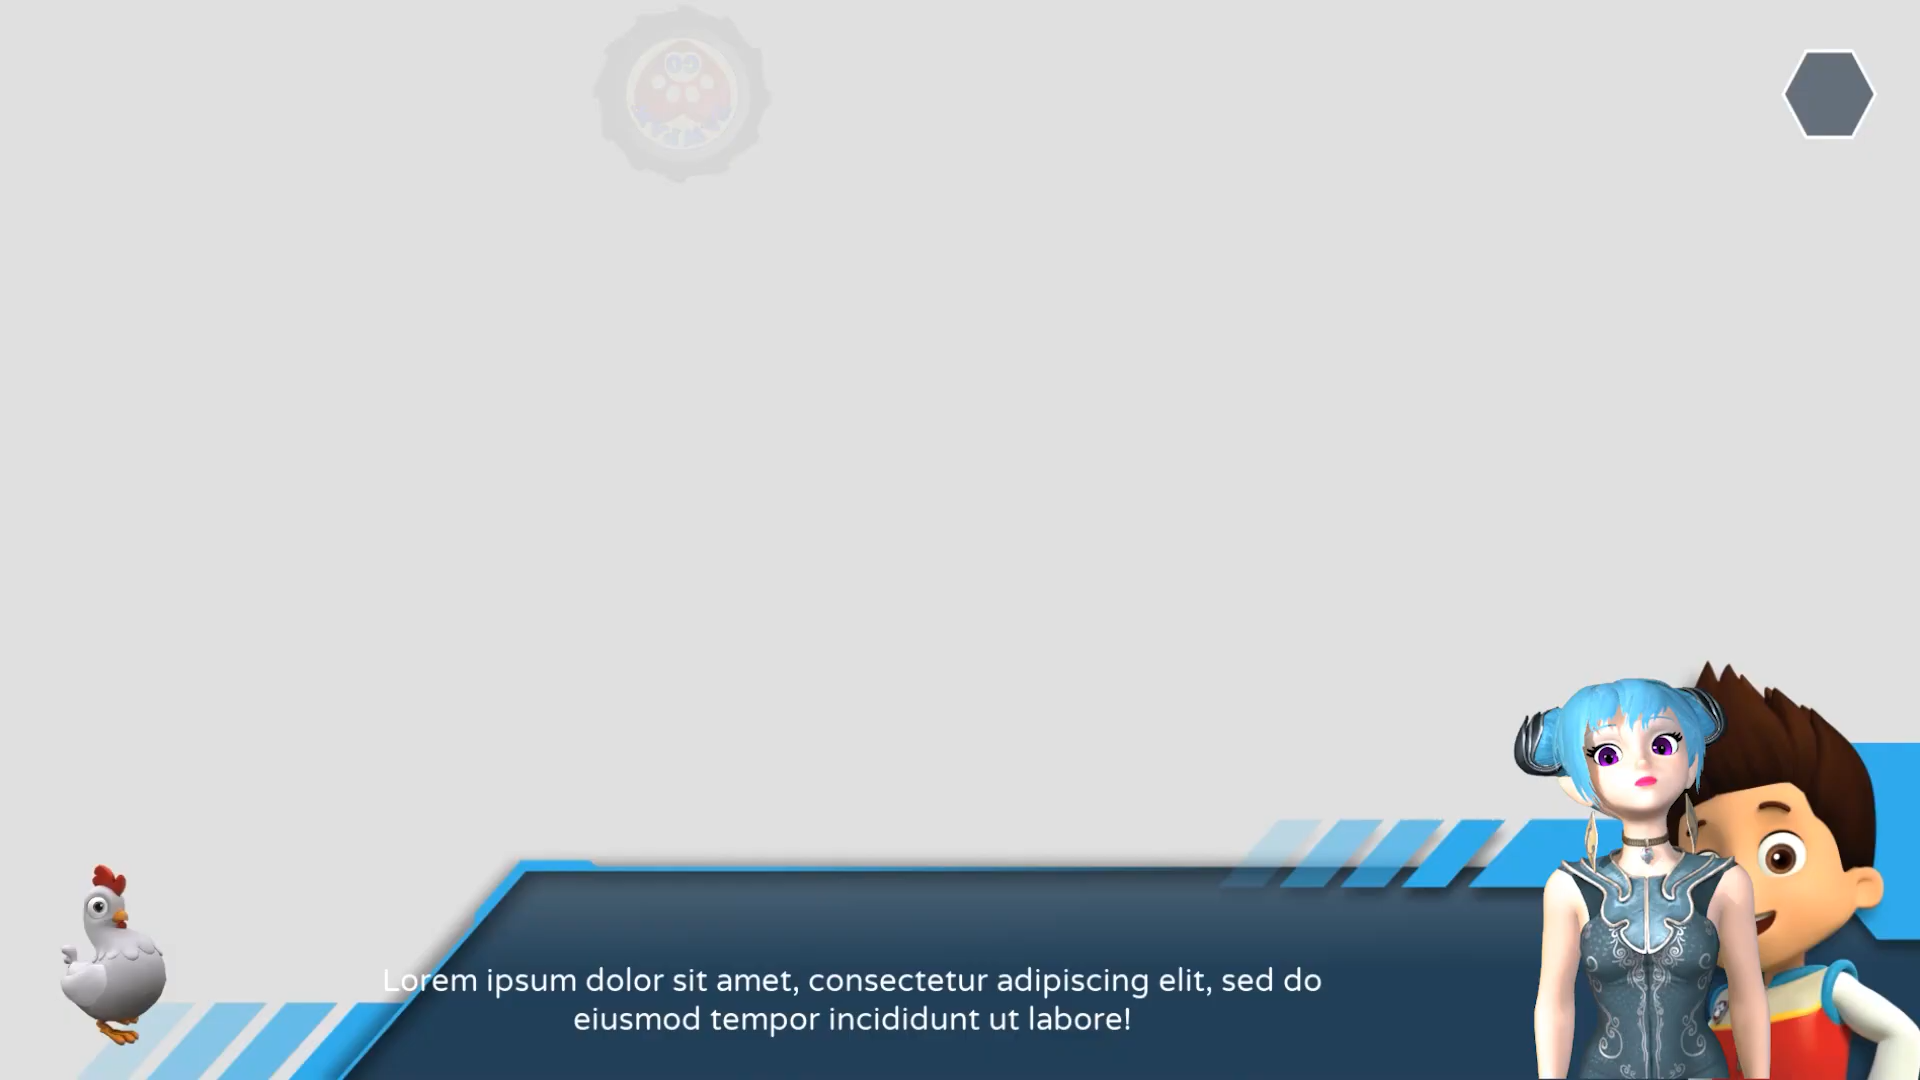 Lorem ipsum dolor sit amet, consectetur adipiscing elit, sed do
eiusmod tempor incididunt ut labore!